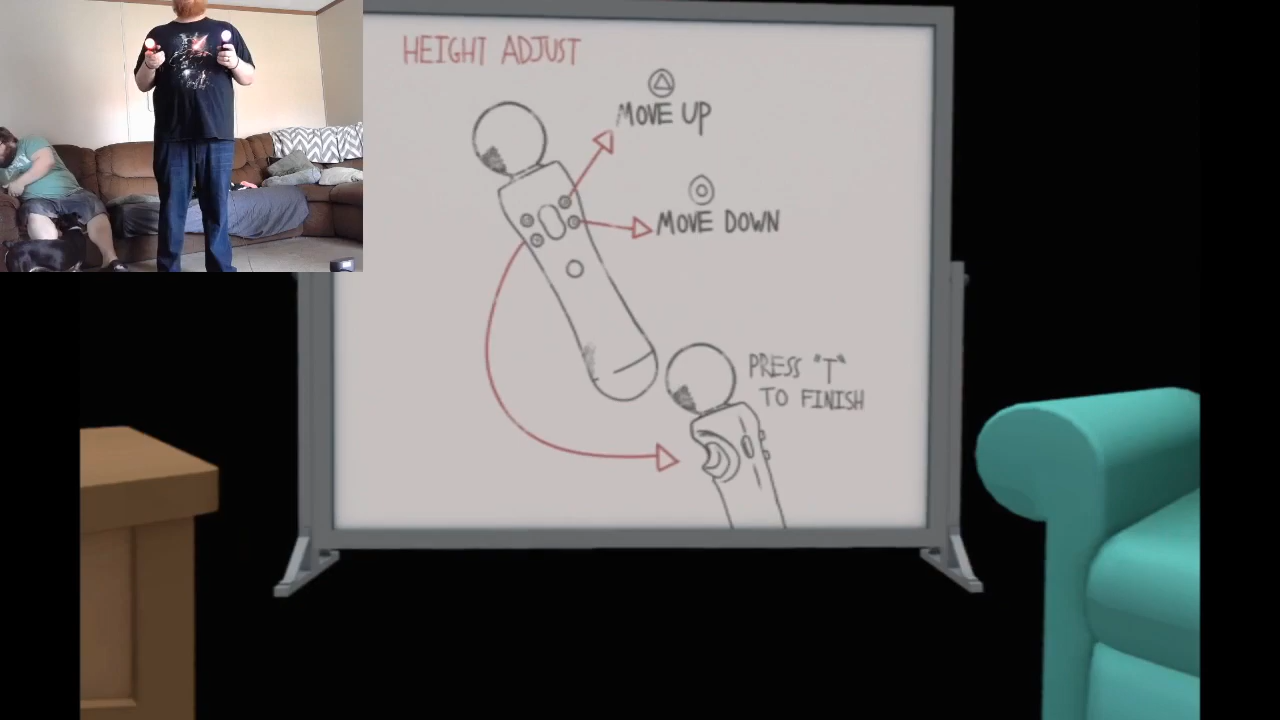 HEIGHT ADJUST
MOVE UP
MOVE DOWN
PRESS "T"
TO FINISH